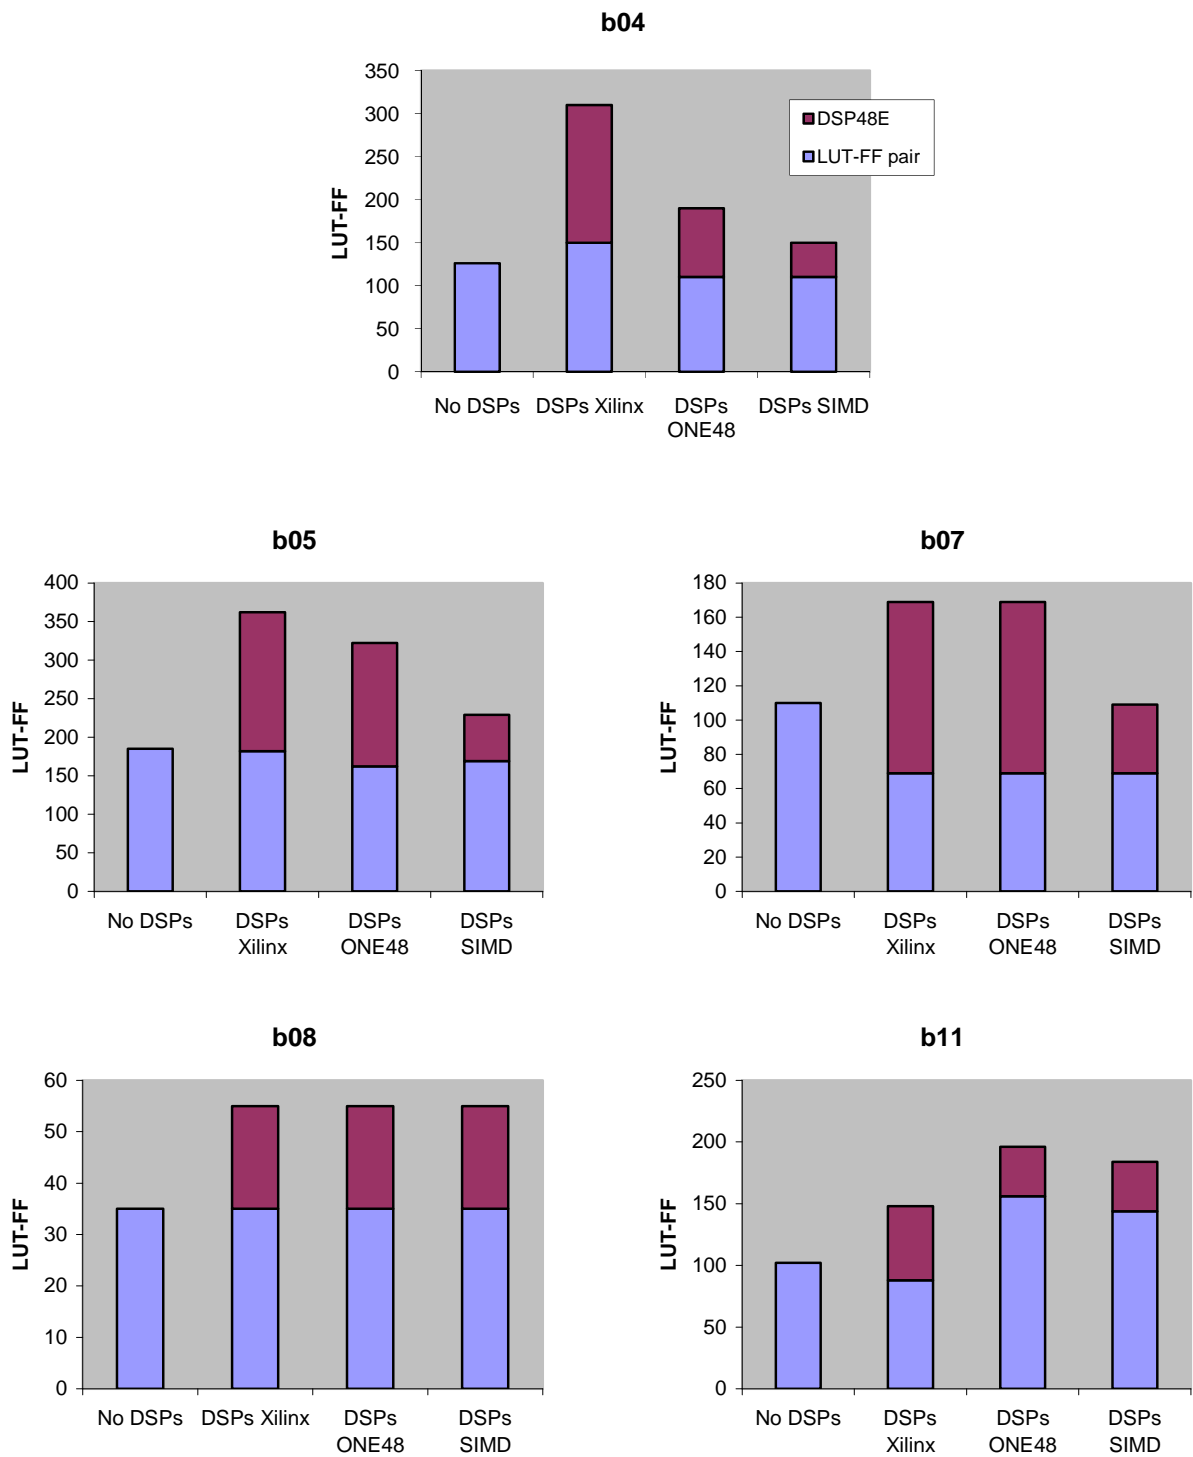 b04
350
300
250
200
150
100
50
0
LUT-FF
DSP48E
LUT-FF pair
No DSPs DSPs Xilinx DSPs DSPs SIMD
ONE48
b05
400
350
300
250
200
150
100
50
0
LUT-FF
No DSPs DSPs DSPs DSPs
Xilinx ONE48 SIMD
b07
180
160
140
120
100
80
60
40
20
0
LUT-FF
No DSPs DSPs DSPs DSPs
Xilinx ONE48 SIMD
b08
60
50
40
30
20
10
0
LUT-FF
No DSPs DSPs Xilinx DSPs DSPs
ONE48 SIMD
b11
250
200
150
100
50
0
LUT-FF
No DSPs DSPs DSPs DSPs
Xilinx ONE48 SIMD